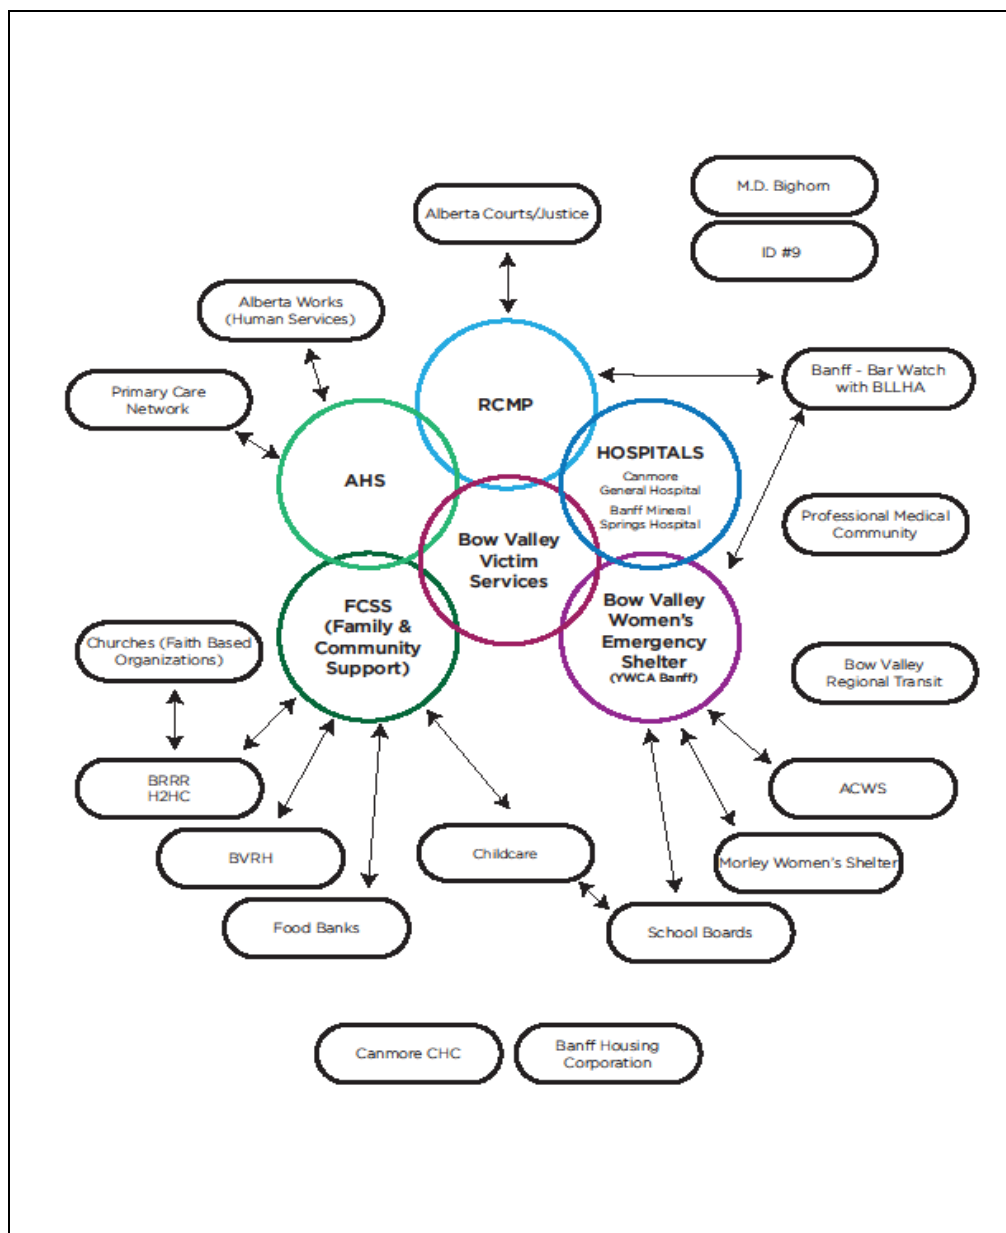 M.D. Bighorn
Alberta Courts/Justice
ID #9
Alberta Works
(Human Services)
Banff - Bar Watch
with BLLHA
Primary Care
Network
RCMP
HOSPITALS
Canmore
General Hospital
Banff Mineral
Springs Hospital
AHS
Professional Medical
Community
Bow Valley
Victim
Services
FCSS
(Family &
Community
Support)
Bow Valley
Women's
Emergency
Shelter
(YWCA Banff)
Churches (Faith Based
Organizations)
Bow Valley
Regional Transit
BRRR
H2HC
ACWS
BVRH
Childcare
Morley Women's Shelter
Food Banks
School Boards
Canmore CHC
Banff Housing
Corporation